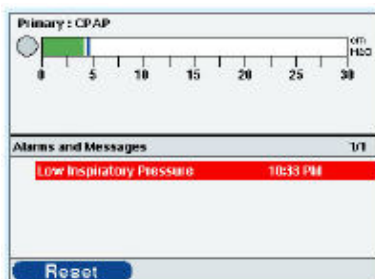 Primary : CPAP
cm
H2O
0 5 10 15 20 25 30
Alarms and Messages 1/1
Low Inspiratory Pressure 10:33 PM
Reset